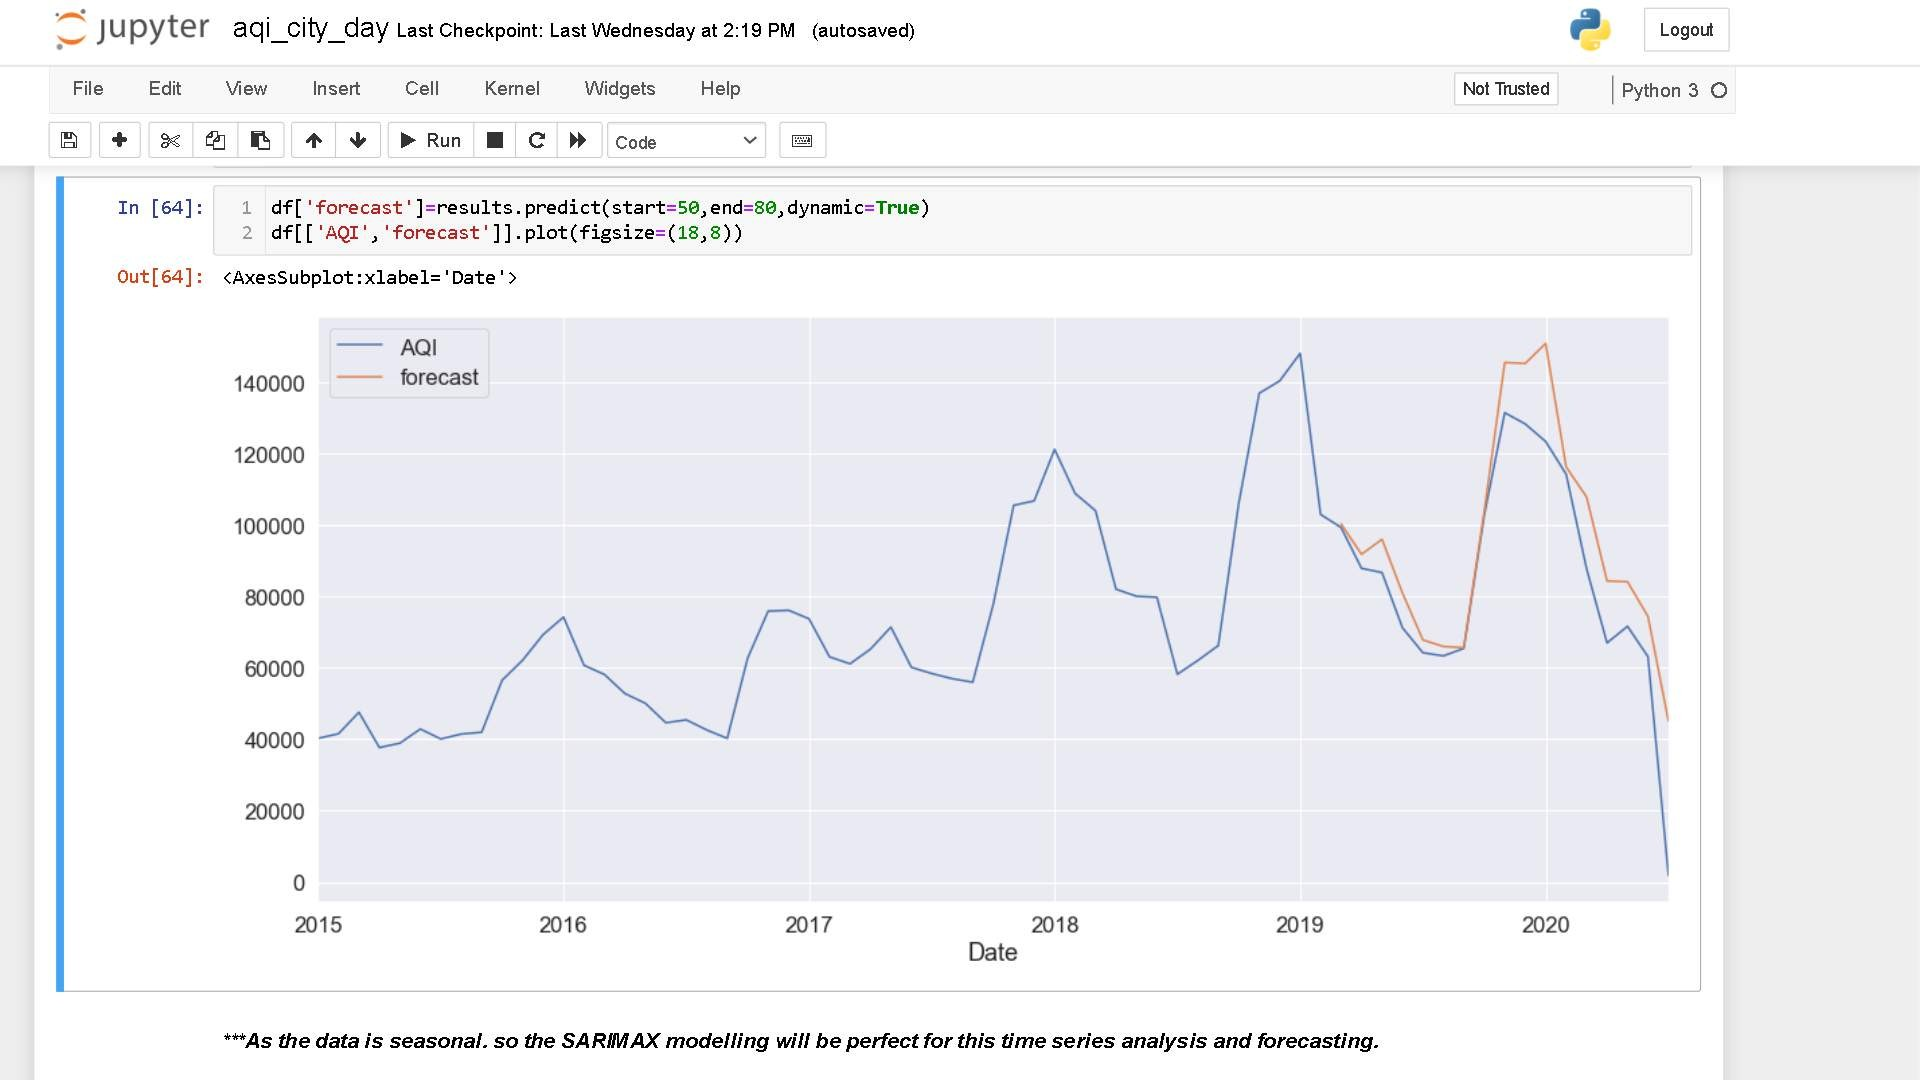 jupyter aqi_city_day Last Checkpoint: Last Wednesday at 2:19 PM (autosaved) Logout
File Edit View Insert Cell Kernel Widgets Help Not Trusted Python 3
Run Code
In [64]: 1 df['forecast']=results.predict(start=50,end=80,dynamic=True)
2 df[['AQI','forecast']].plot(figsize=(18,8))
Out[64]: <AxesSubplot:xlabel='Date'>
AQI
forecast
140000
120000
100000
80000
60000
40000
20000
0
2015 2016 2017 2018 2019 2020
Date
***As the data is seasonal. so the SARIMAX modelling will be perfect for this time series analysis and forecasting.